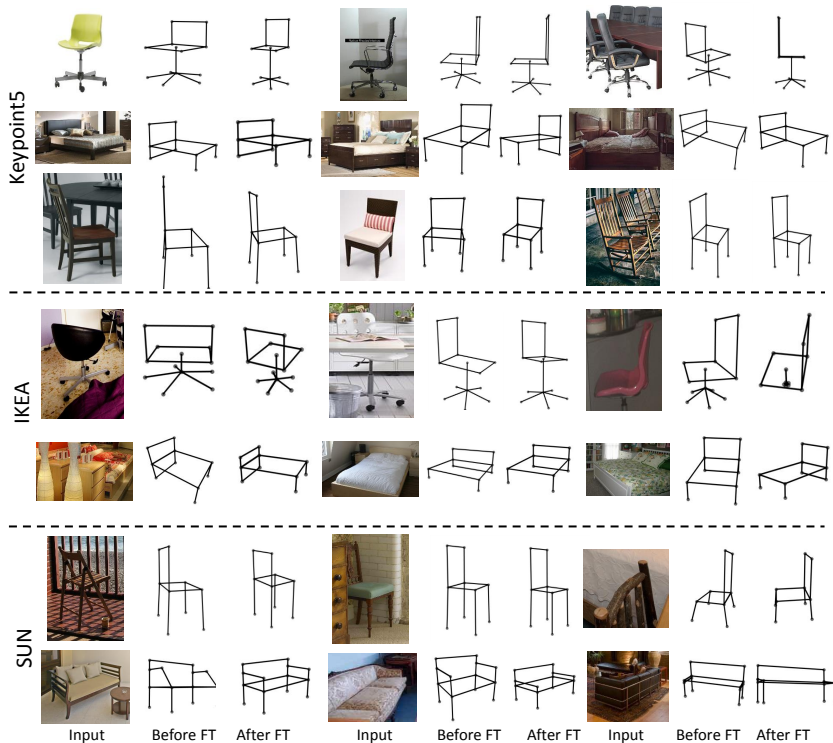 Keypoint5
IKEA
SUN
Input Before FT After FT Input Before FT After FT Input Before FT After FT